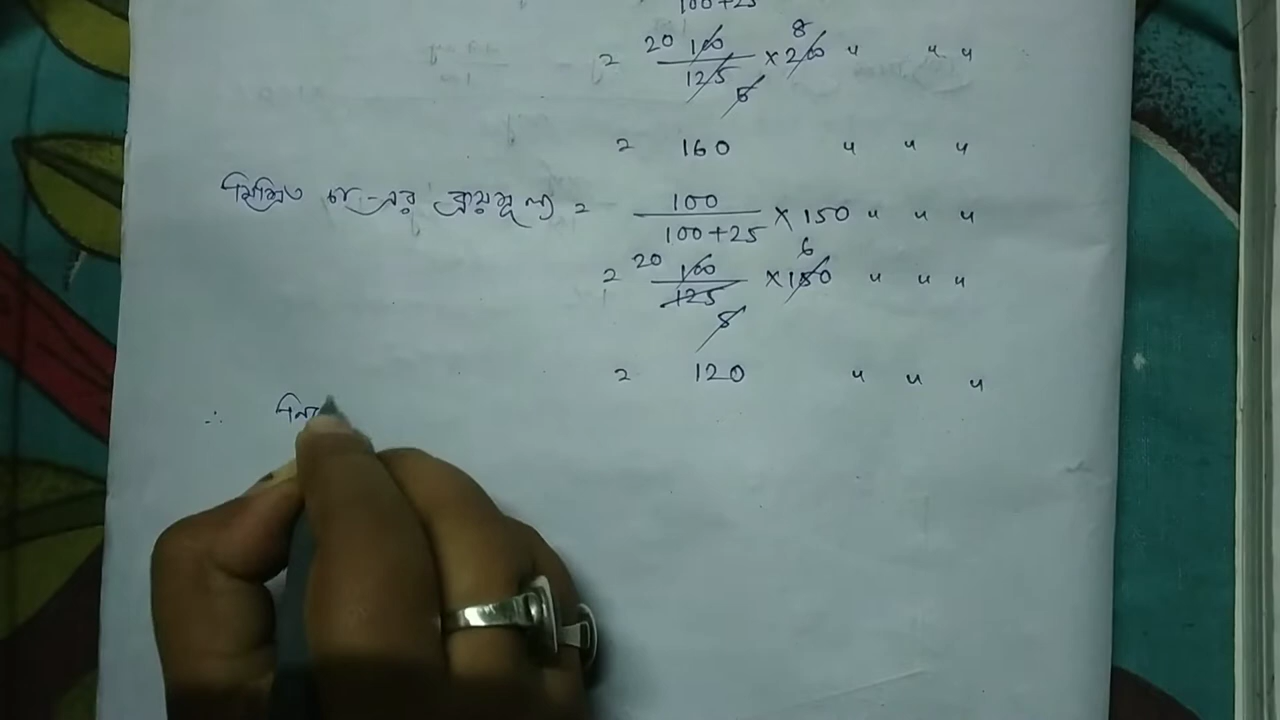 100+25
= 20 100/125 5 × 200 8 " " "
= 160 " " "
মিশ্রিত চা-এর ক্রয়মূল্য = 100/100+25 × 150 " " "
= 20 100/125 5 × 150 6 " " "
= 120 " " "
∴